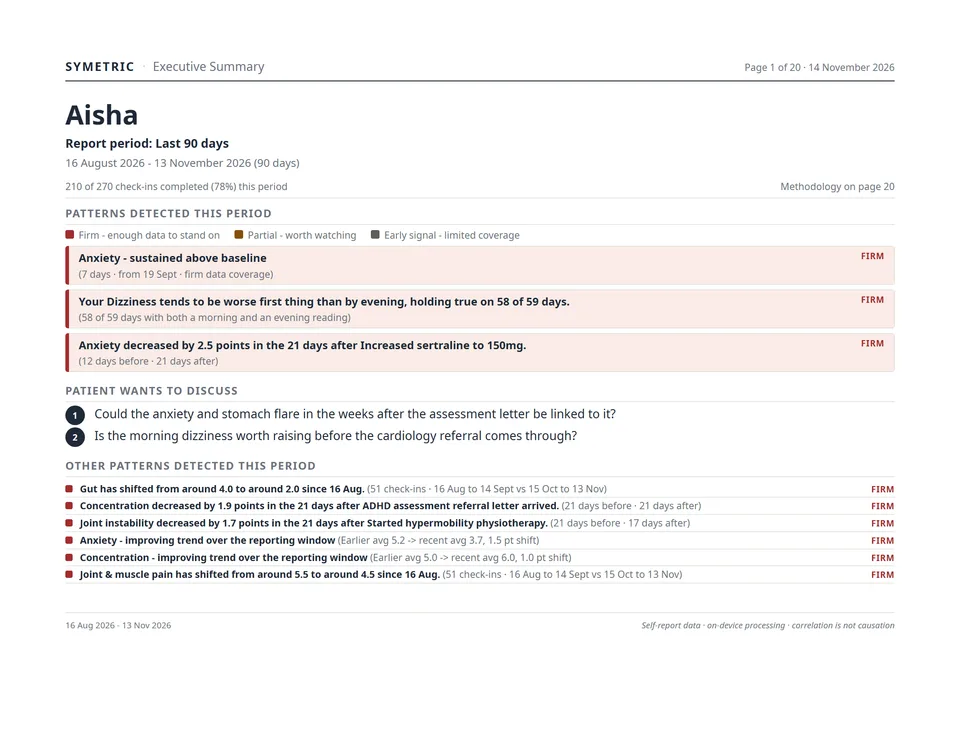 SYMETRIC · Executive Summary
Page 1 of 20 · 14 November 2026
Aisha
Report period: Last 90 days
16 August 2026 - 13 November 2026 (90 days)
210 of 270 check-ins completed (78%) this period
Methodology on page 20
PATTERNS DETECTED THIS PERIOD
Firm - enough data to stand on Partial - worth watching Early signal - limited coverage
Anxiety - sustained above baseline
FIRM
(7 days · from 19 Sept · firm data coverage)
Your Dizziness tends to be worse first thing than by evening, holding true on 58 of 59 days.
FIRM
(58 of 59 days with both a morning and an evening reading)
Anxiety decreased by 2.5 points in the 21 days after Increased sertraline to 150mg.
FIRM
(12 days before · 21 days after)
PATIENT WANTS TO DISCUSS
1 Could the anxiety and stomach flare in the weeks after the assessment letter be linked to it?
2 Is the morning dizziness worth raising before the cardiology referral comes through?
OTHER PATTERNS DETECTED THIS PERIOD
Gut has shifted from around 4.0 to around 2.0 since 16 Aug. (51 check-ins · 16 Aug to 14 Sept vs 15 Oct to 13 Nov) FIRM
Concentration decreased by 1.9 points in the 21 days after ADHD assessment referral letter arrived. (21 days before · 21 days after) FIRM
Joint instability decreased by 1.7 points in the 21 days after Started hypermobility physiotherapy. (21 days before · 17 days after) FIRM
Anxiety - improving trend over the reporting window (Earlier avg 5.2 -> recent avg 3.7, 1.5 pt shift) FIRM
Concentration - improving trend over the reporting window (Earlier avg 5.0 -> recent avg 6.0, 1.0 pt shift) FIRM
Joint & muscle pain has shifted from around 5.5 to around 4.5 since 16 Aug. (51 check-ins · 16 Aug to 14 Sept vs 15 Oct to 13 Nov) FIRM
16 Aug 2026 - 13 Nov 2026
Self-report data · on-device processing · correlation is not causation